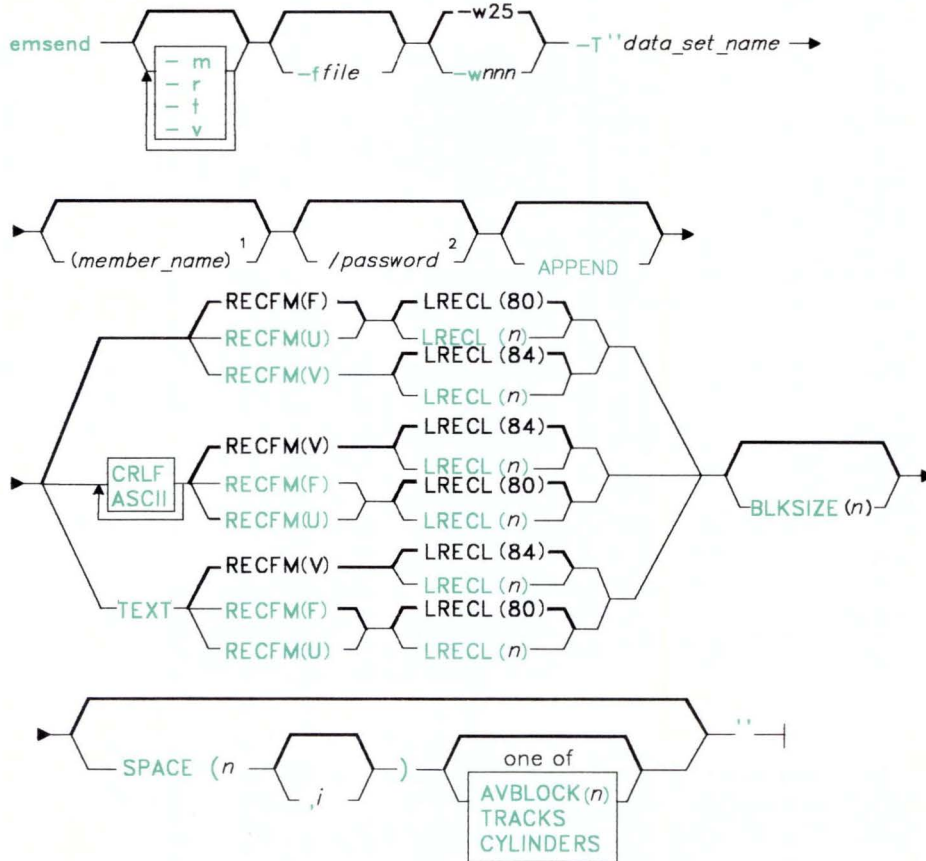 -w25
emsend - m -ffile -wnnn -T "data_set_name
- r
- t
- v
(member_name) 1 /password 2 APPEND
RECFM(F) LRECL(80)
RECFM(U) LRECL(n)
RECFM(V) LRECL(84)
LRECL(n)
RECFM(V) LRECL(84)
CRLF LRECL(n)
ASCII RECFM(F) LRECL(80)
RECFM(U) LRECL(n)
BLKSIZE(n)
RECFM(V) LRECL(84)
LRECL(n)
TEXT RECFM(F) LRECL(80)
RECFM(U) LRECL(n)
"
one of
SPACE (n ,i ) AVBLOCK(n)
TRACKS
CYLINDERS